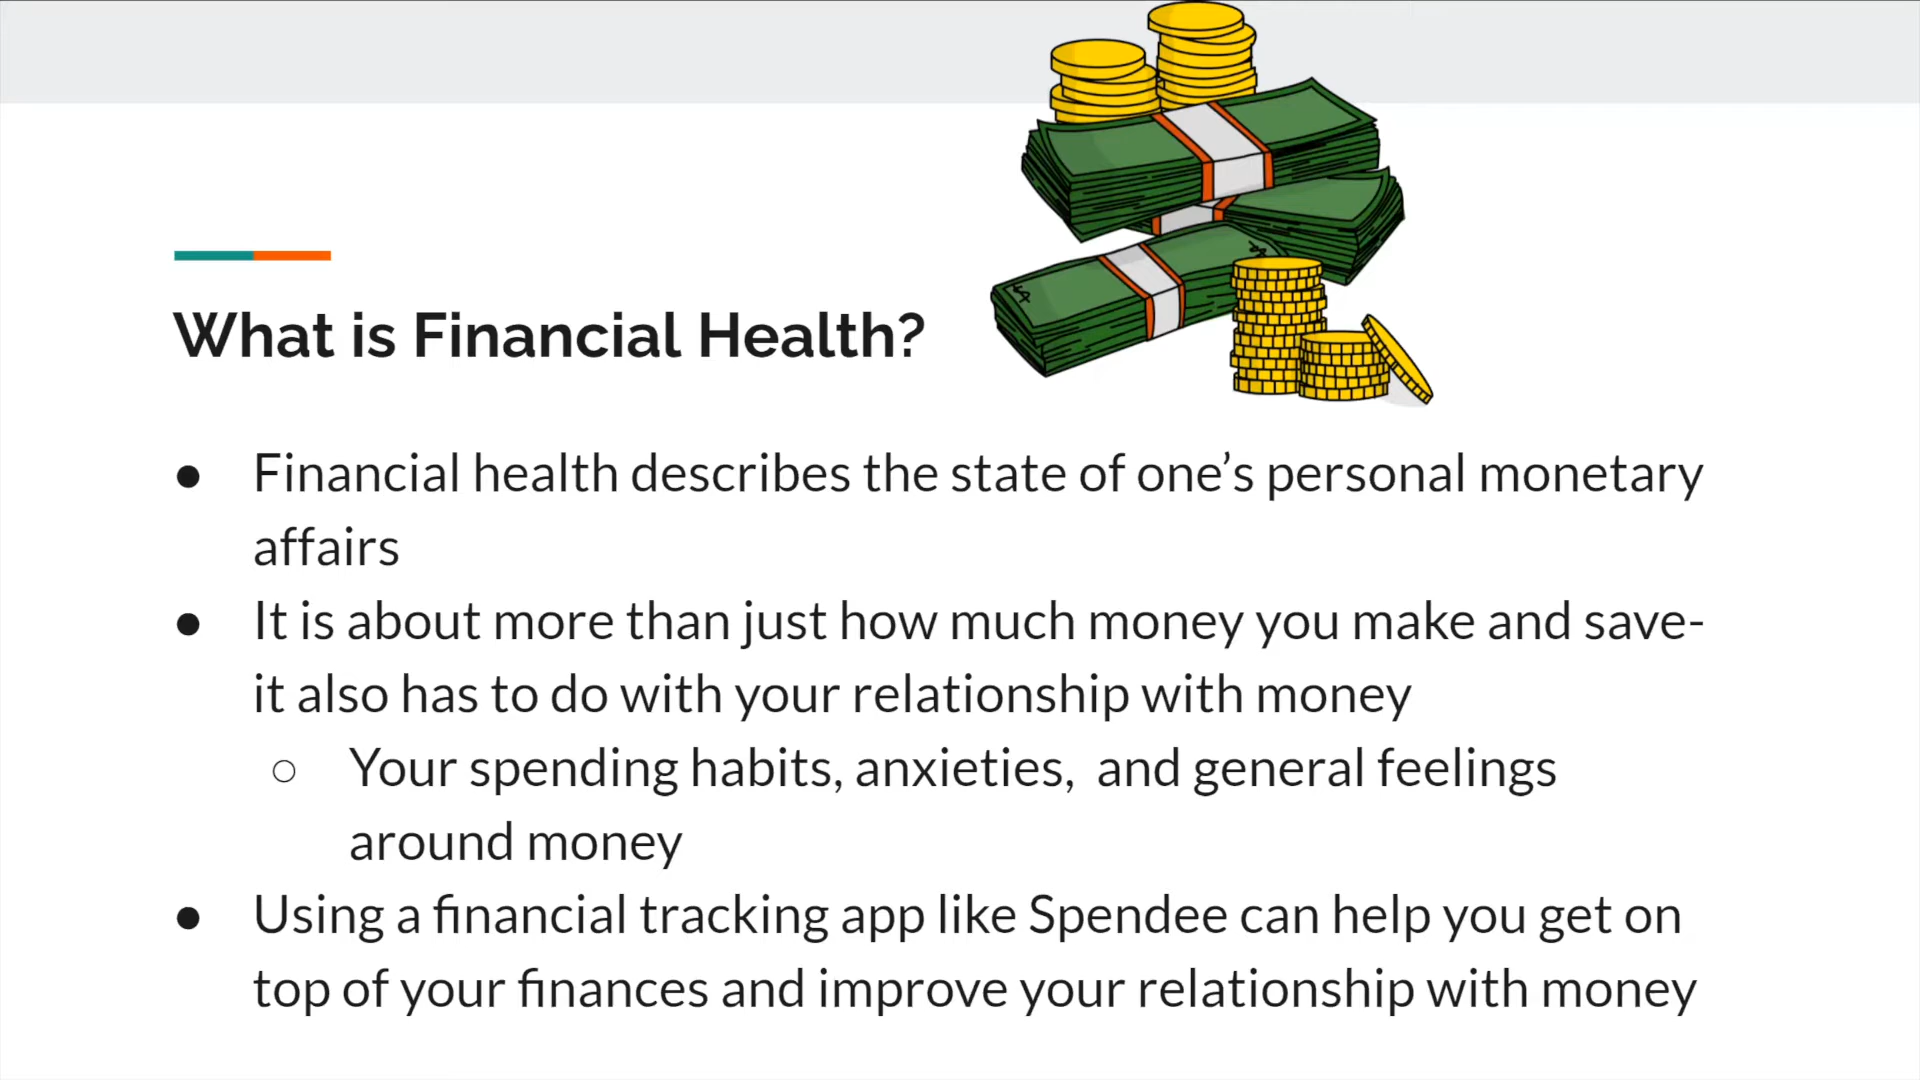 What is Financial Health?
● Financial health describes the state of one’s personal monetary
affairs
● It is about more than just how much money you make and save-
it also has to do with your relationship with money
○ Your spending habits, anxieties,  and general feelings
around money
● Using a financial tracking app like Spendee can help you get on
top of your finances and improve your relationship with money